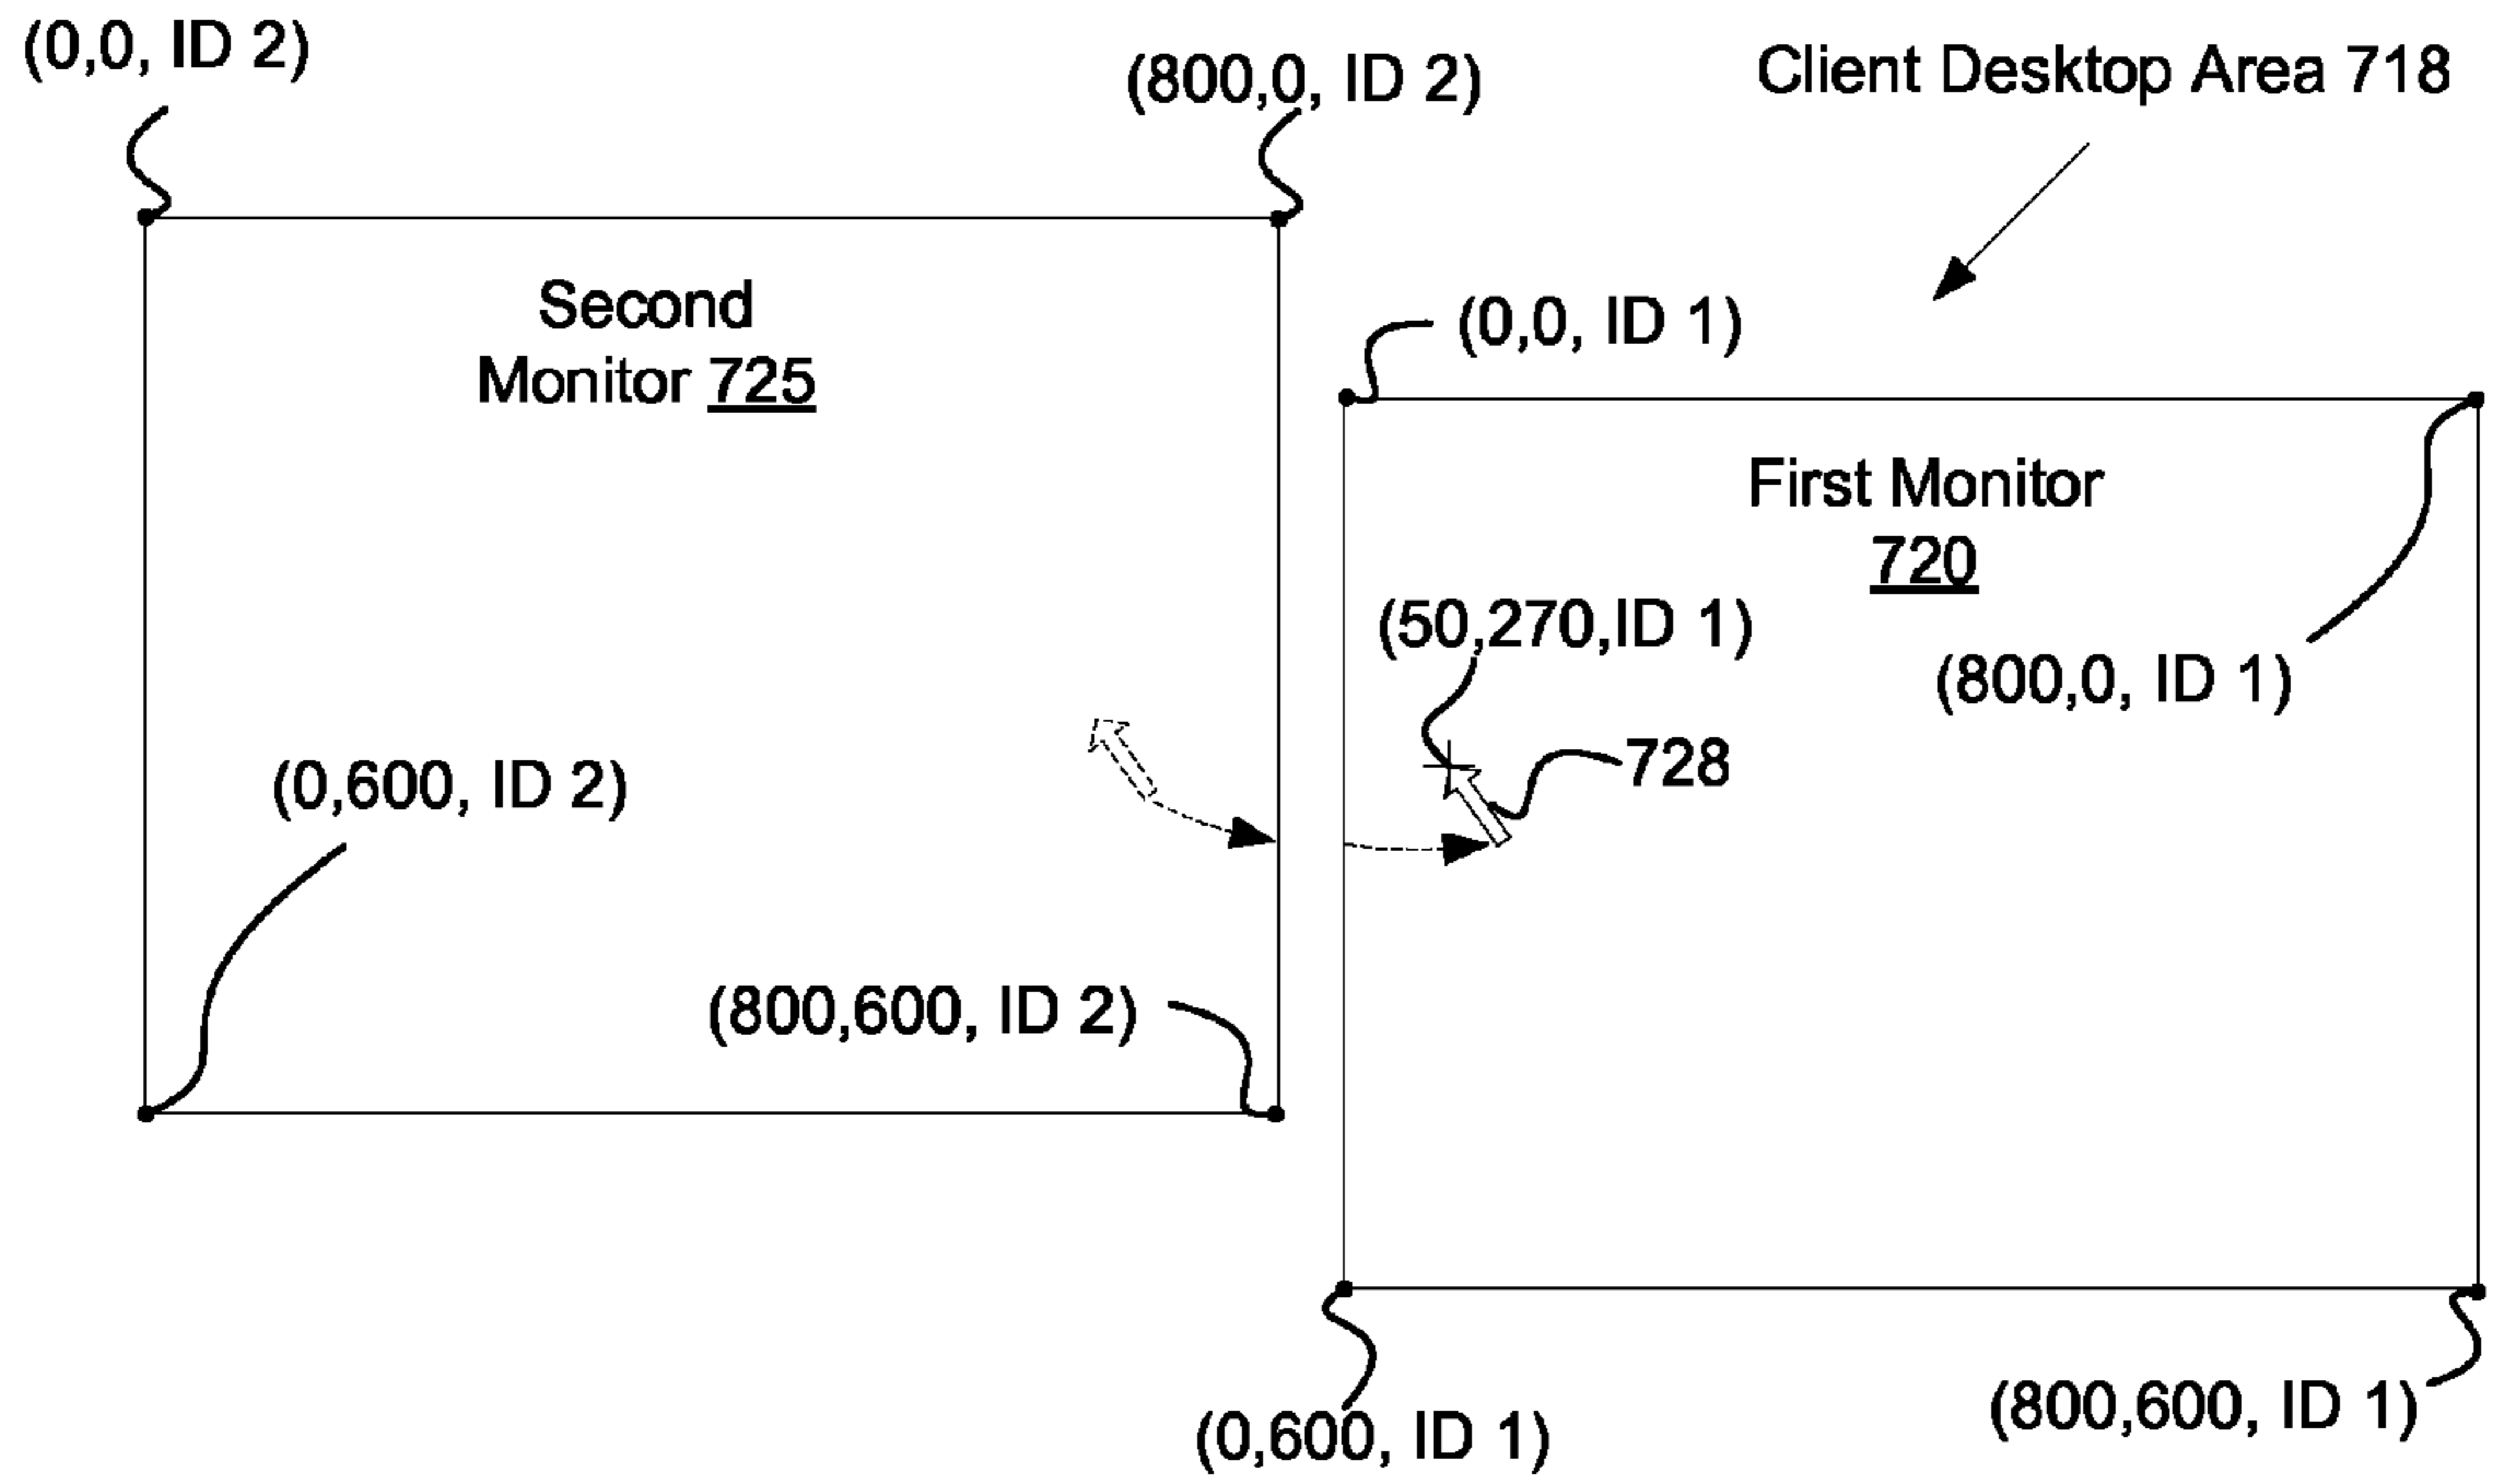 (0,0, ID 2)
(800,0, ID 2)
Client Desktop Area 718
Second
Monitor 725
(0,0, ID 1)
First Monitor
720
(50,270,ID 1)
(800,0, ID 1)
728
(0,600, ID 2)
(800,600, ID 2)
(0,600, ID 1)
(800,600, ID 1)